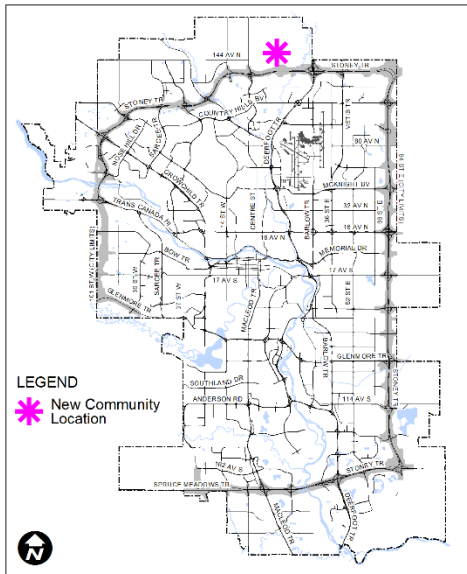 144 AV N
STONEY TR
STONEY TR
COUNTRY HILLS BV
NOSE HILL DR
SARCEE TR
DEERFOOT TR
METIS TR
80 AV N
CROWCHILD TR
14 ST W
CENTRE ST
BARLOW TR
36 ST E
MCKNIGHT BV
32 AV N
16 AV N
16 AV N
68 ST E
84 ST E (CITY LIMITS)
TRANS CANADA HI
MEMORIAL DR
BOW TR
17 AV S
17 AV S
101 ST W (CITY LIMITS)
SARCEE TR
37 ST W
GLENMORE TR
MACLEOD TR
52 ST E
BARLOW TR
GLENMORE TR
STONEY TR
SOUTHLAND DR
ANDERSON RD
114 AV S
LEGEND
New Community
Location
162 AV S
STONEY TR
SPRUCE MEADOWS TR
MACLEOD TR
DEERFOOT TR
N